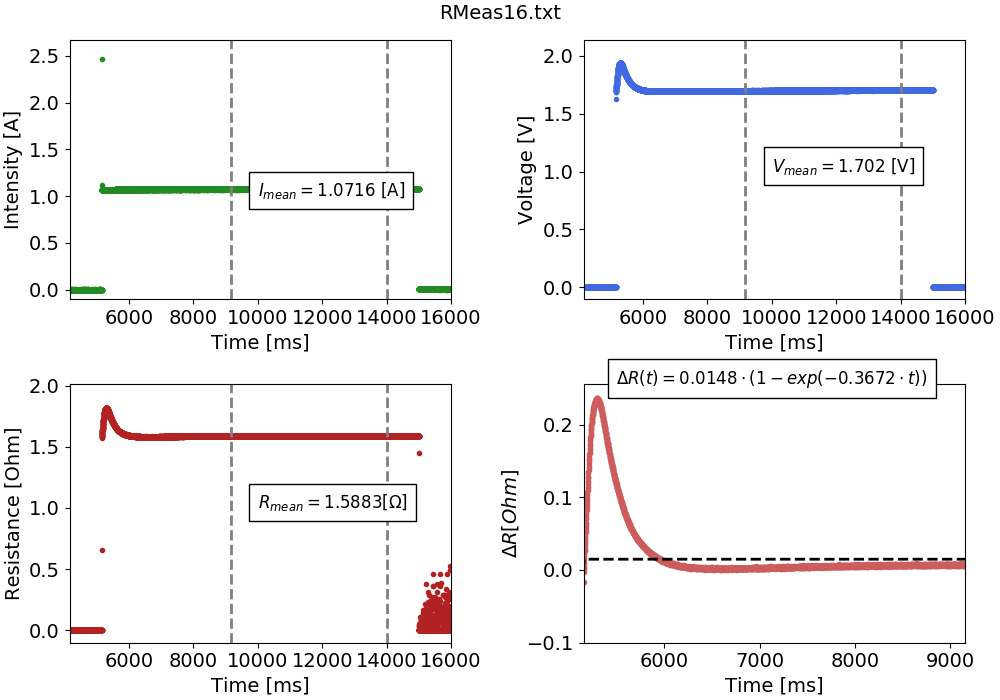 RMeas16.txt
Intensity [A]
2.5
2.0
1.5
1.0
0.5
0.0
I_mean = 1.0716 [A]
6000 8000 10000 12000 14000 16000
Time [ms]
Voltage [V]
2.0
1.5
1.0
0.5
0.0
V_mean = 1.702 [V]
6000 8000 10000 12000 14000 16000
Time [ms]
Resistance [Ohm]
2.0
1.5
1.0
0.5
0.0
R_mean = 1.5883[Ω]
6000 8000 10000 12000 14000 16000
Time [ms]
ΔR(t) = 0.0148 · (1 − exp(−0.3672 · t))
ΔR[Ohm]
0.2
0.1
0.0
−0.1
6000 7000 8000 9000
Time [ms]